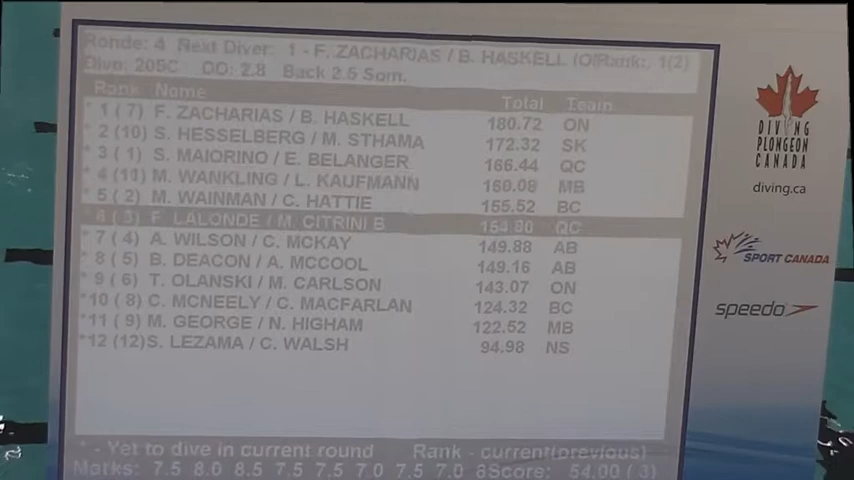 Ronde: 4 Next Diver: 1 - F. ZACHARIAS / B. HASKELL (O(Rank:. 1(2)
Divn: 205C DD: 2.8 Back 2.5 Som.
Rank Name Total Team
* 1 (7) F. ZACHARIAS / B. HASKELL 180.72 ON
* 2 (10) S. HESSELBERG / M. STHAMA 172.32 SK
* 3 (1) S. MAIORINO / E. BELANGER 166.44 QC
* 4 (11) M. WANKLING / L. KAUFMANN 160.08 MB
* 5 (2) M. WAINMAN / C. HATTIE 155.52 BC
* 6 (3) F. LALONDE / M. CITRINI B 154.80 QC
* 7 (4) A. WILSON / C. MCKAY 149.88 AB
* 8 (5) B. DEACON / A. MCCOOL 149.16 AB
* 9 (6) T. OLANSKI / M. CARLSON 143.07 ON
*10 (8) C. MCNEELY / C. MACFARLAN 124.32 BC
*11 (9) M. GEORGE / N. HIGHAM 122.52 MB
*12 (12) S. LEZAMA / C. WALSH 94.98 NS
* - Yet to dive in current round Rank - current(previous)
Marks: 7.5 8.0 8.5 7.5 7.5 7.0 7.5 7.0 8Score: 54.00 (3)
DIVING
PLONGEON
CANADA
diving.ca
SPORT CANADA
speedo